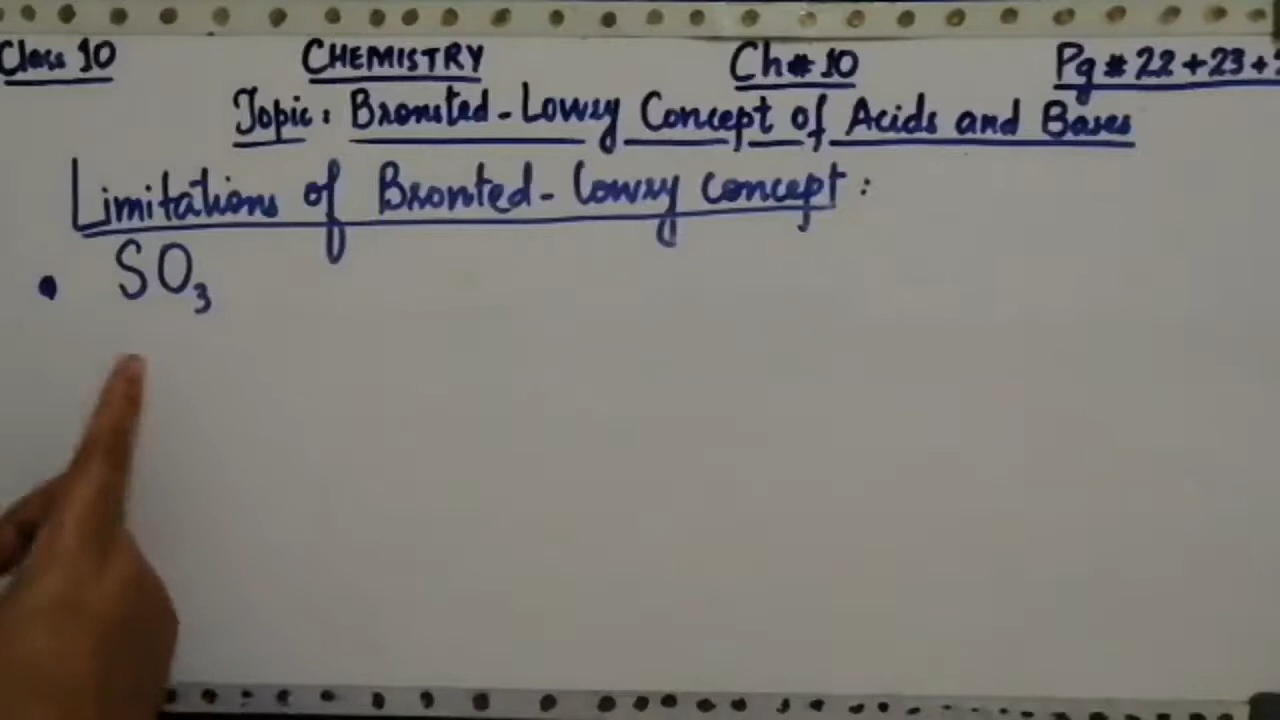 Class 10 CHEMISTRY Ch# 10 Pg # 22+23+
Topic: Bronsted-Lowry Concept of Acids and Bases
Limitations of Bronted-Lowry concept:
• SO₃